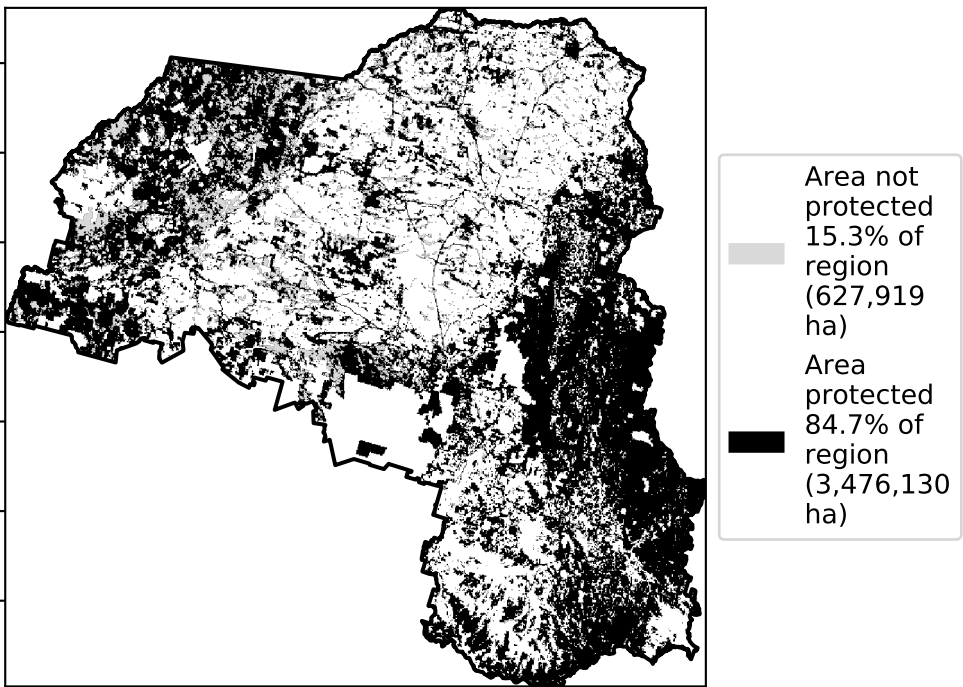 Area not
protected
15.3% of
region
(627,919
ha)
Area
protected
84.7% of
region
(3,476,130
ha)